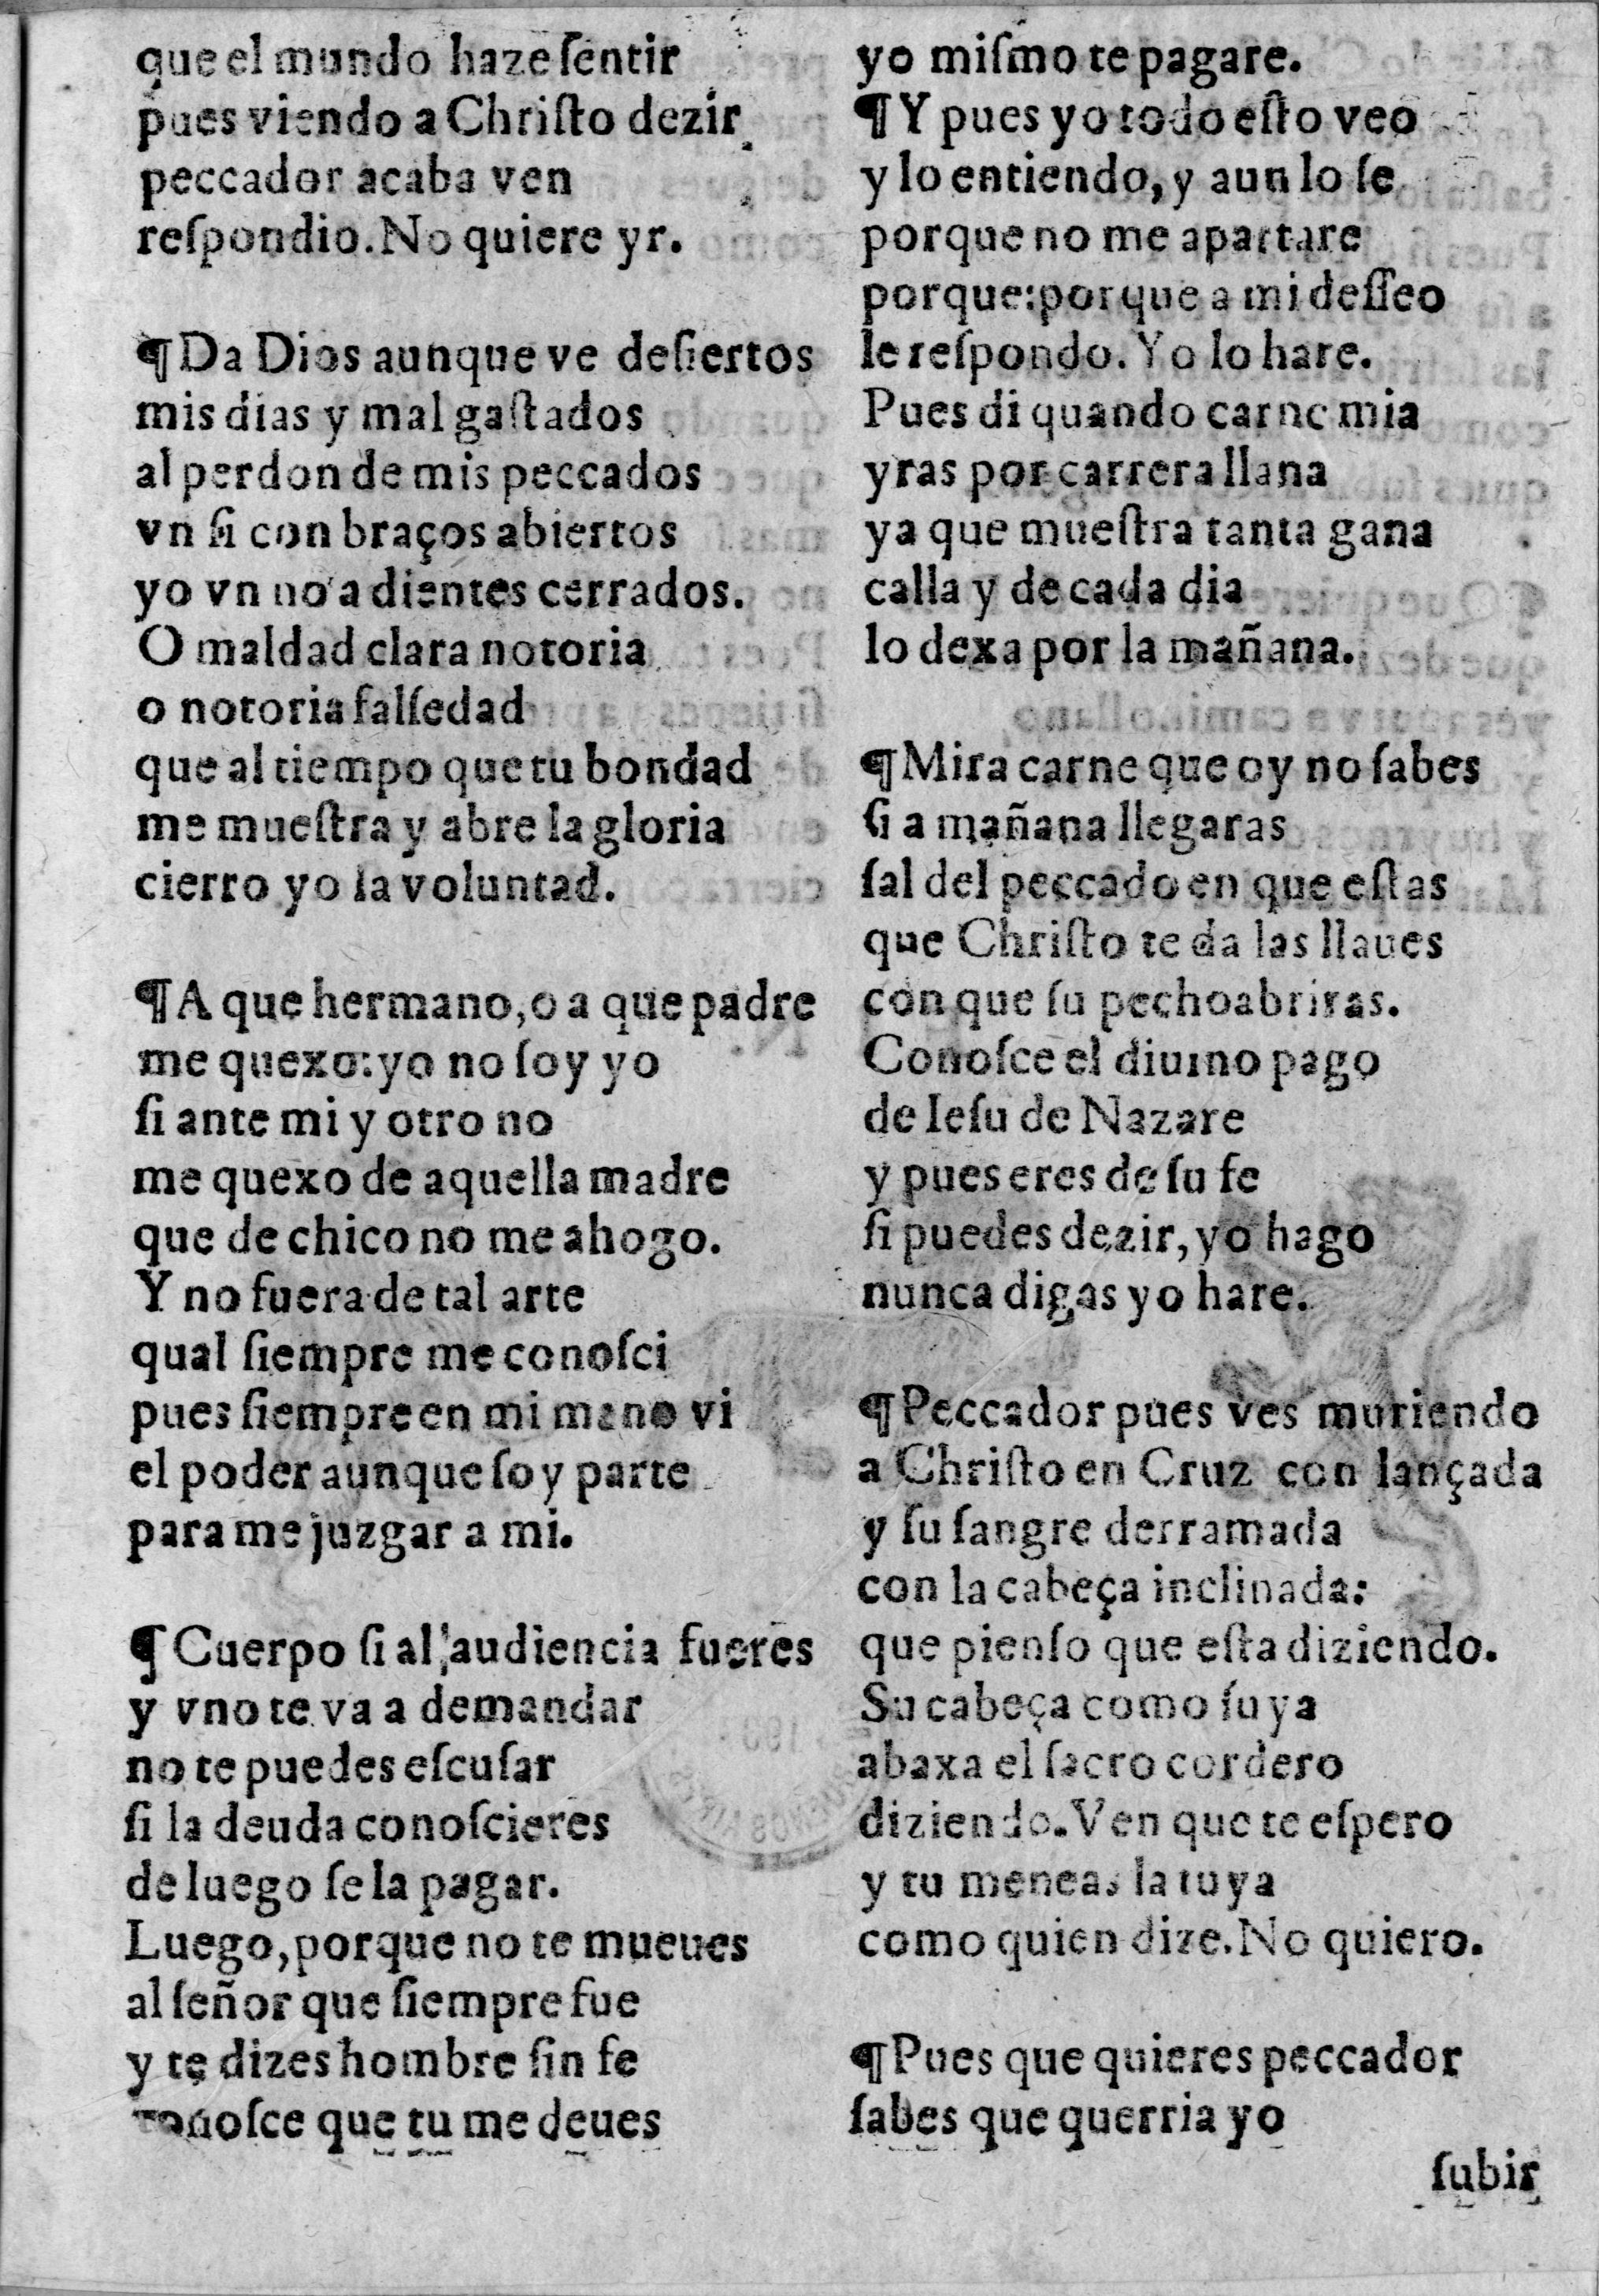 que el mundo haze ſentir
pues viendo a Chriſto dezir
peccador acaba ven
reſpondio. No quiere yr.
¶ Da Dios aunque ve deſiertos
mis dias y mal gaſtados
al perdon de mis peccados
vn ſi con braços abiertos
yo vn no a dientes cerrados.
O maldad clara notoria
o notoria falſedad
que al tiempo que tu bondad
me mueſtra y abre la gloria
cierro yo la voluntad.
¶ A que hermano, o a que padre
me quexo: yo no ſoy yo
ſi ante mi y otro no
me quexo de aquella madre
que de chico no me ahogo.
Y no fuera de tal arte
qual ſiempre me conoſci
pues ſiempre en mi mano vi
el poder aunque ſoy parte
para me juzgar a mi.
¶ Cuerpo ſi al audiencia fueres
y vno te va a demandar
no te puedes eſcuſar
ſi la deuda conoſcieres
de luego ſe la pagar.
Luego, porque no te mueues
al ſeñor que ſiempre fue
y te dizes hombre ſin fe
conoſce que tu me deues
yo miſmo te pagare.
¶ Y pues yo todo eſto veo
y lo entiendo, y aun lo ſe
porque no me apartare
porque: porque a mi deſſeo
le reſpondo. Yo lo hare.
Pues di quando carne mia
yras por carrera llana
ya que mueſtra tanta gana
calla y de cada dia
lo dexa por la mañana.
¶ Mira carne que oy no ſabes
ſi a mañana llegaras
ſal del peccado en que eſtas
que Chriſto te da las llaues
con que ſu pecho abriras.
Conoſce el diuino pago
de Ieſu de Nazare
y pues eres de ſu fe
ſi puedes dezir, yo hago
nunca digas yo hare.
¶ Peccador pues ves muriendo
a Chriſto en Cruz con lançada
y ſu ſangre derramada
con la cabeça inclinada:
que pienſo que eſta diziendo.
Su cabeça como ſuya
abaxa el ſacro cordero
diziendo. Ven que te eſpero
y tu meneas la tuya
como quien dize. No quiero.
¶ Pues que quieres peccador
ſabes que querria yo
ſubir